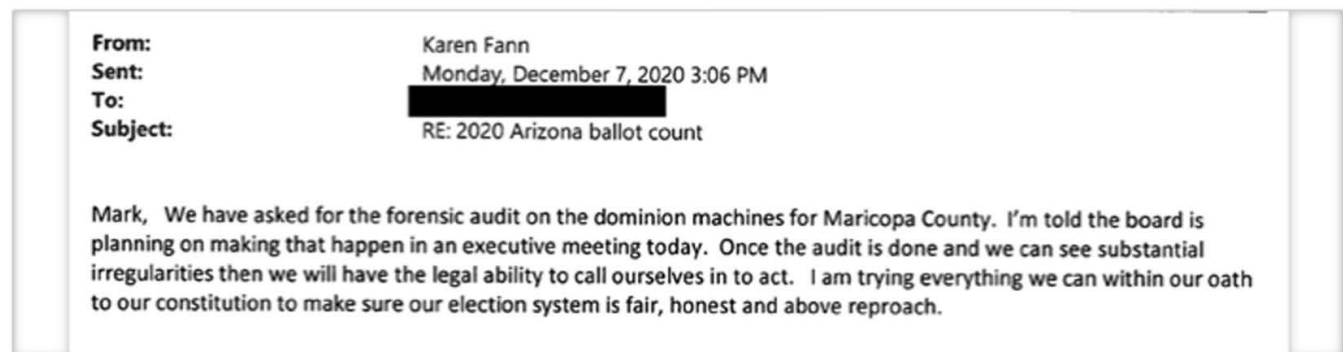 From: Karen Fann
Sent: Monday, December 7, 2020 3:06 PM
To:
Subject: RE: 2020 Arizona ballot count
Mark,   We have asked for the forensic audit on the dominion machines for Maricopa County.  I'm told the board is
planning on making that happen in an executive meeting today.  Once the audit is done and we can see substantial
irregularities then we will have the legal ability to call ourselves in to act.   I am trying everything we can within our oath
to our constitution to make sure our election system is fair, honest and above reproach.